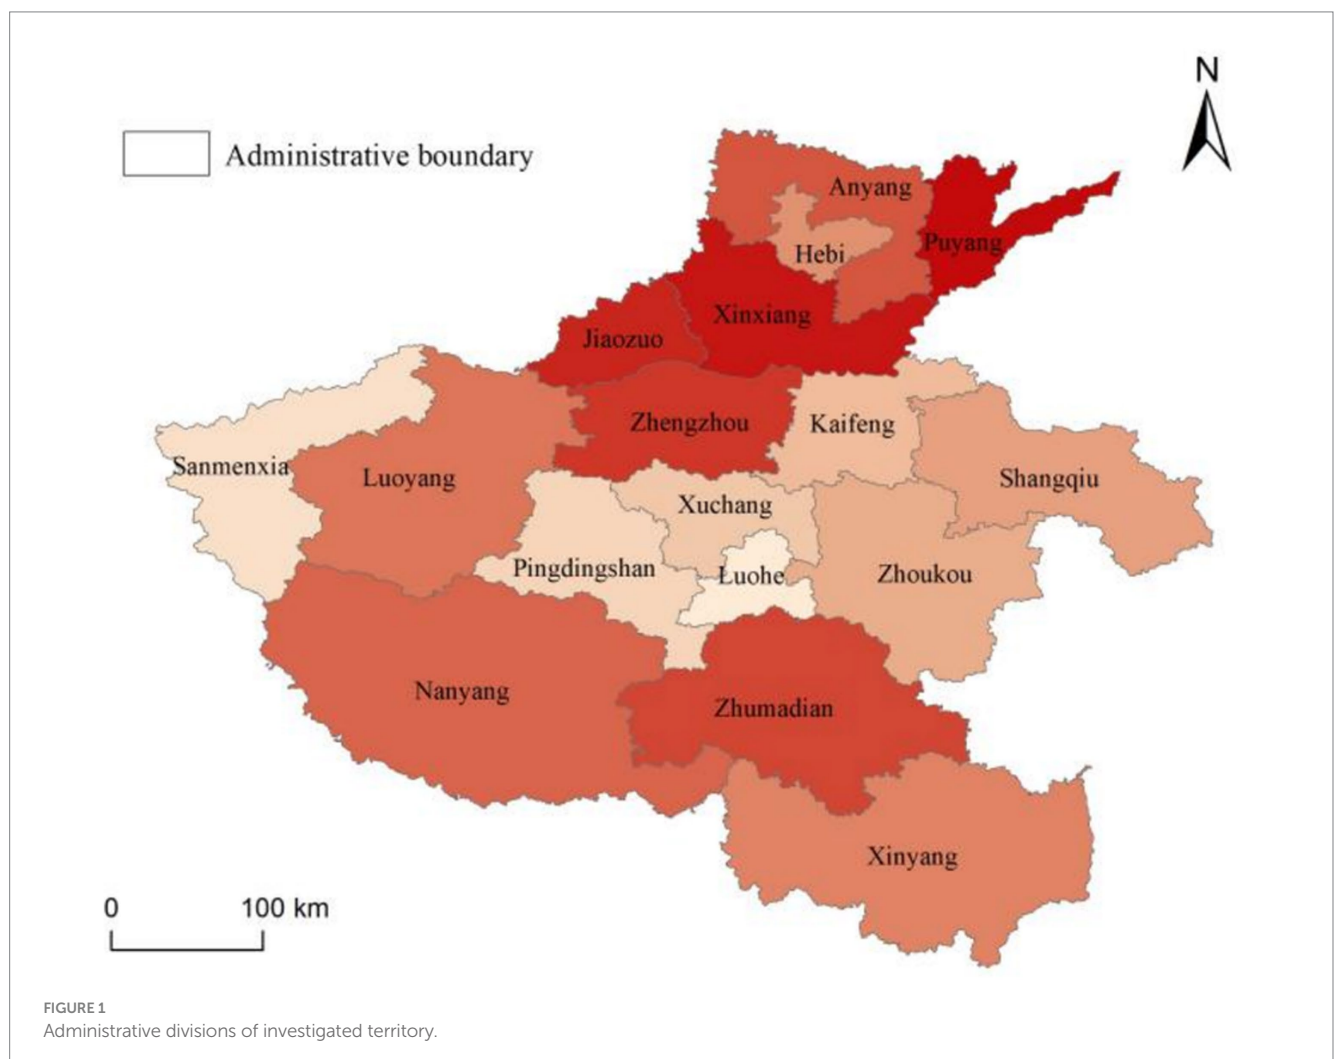 N
Administrative boundary
Anyang
Puyang
Hebi
Xinxiang
Jiaozuo
Zhengzhou
Kaifeng
Sanmenxia
Luoyang
Shangqiu
Xuchang
Pingdingshan
Luohe
Zhoukou
Nanyang
Zhumadian
Xinyang
0 100 km
FIGURE 1
Administrative divisions of investigated territory.